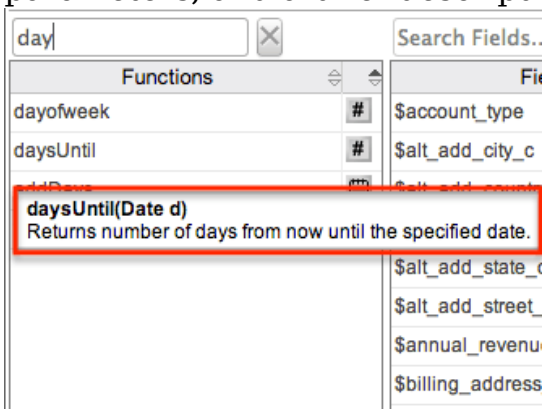 day
Search Fields..
Functions
dayofweek
#
$account_type
daysUntil
#
$alt_add_city_c
daysUntil(Date d)
Returns number of days from now until the specified date.
$alt_add_state_
$alt_add_street_
$annual_revenu
$billing_address